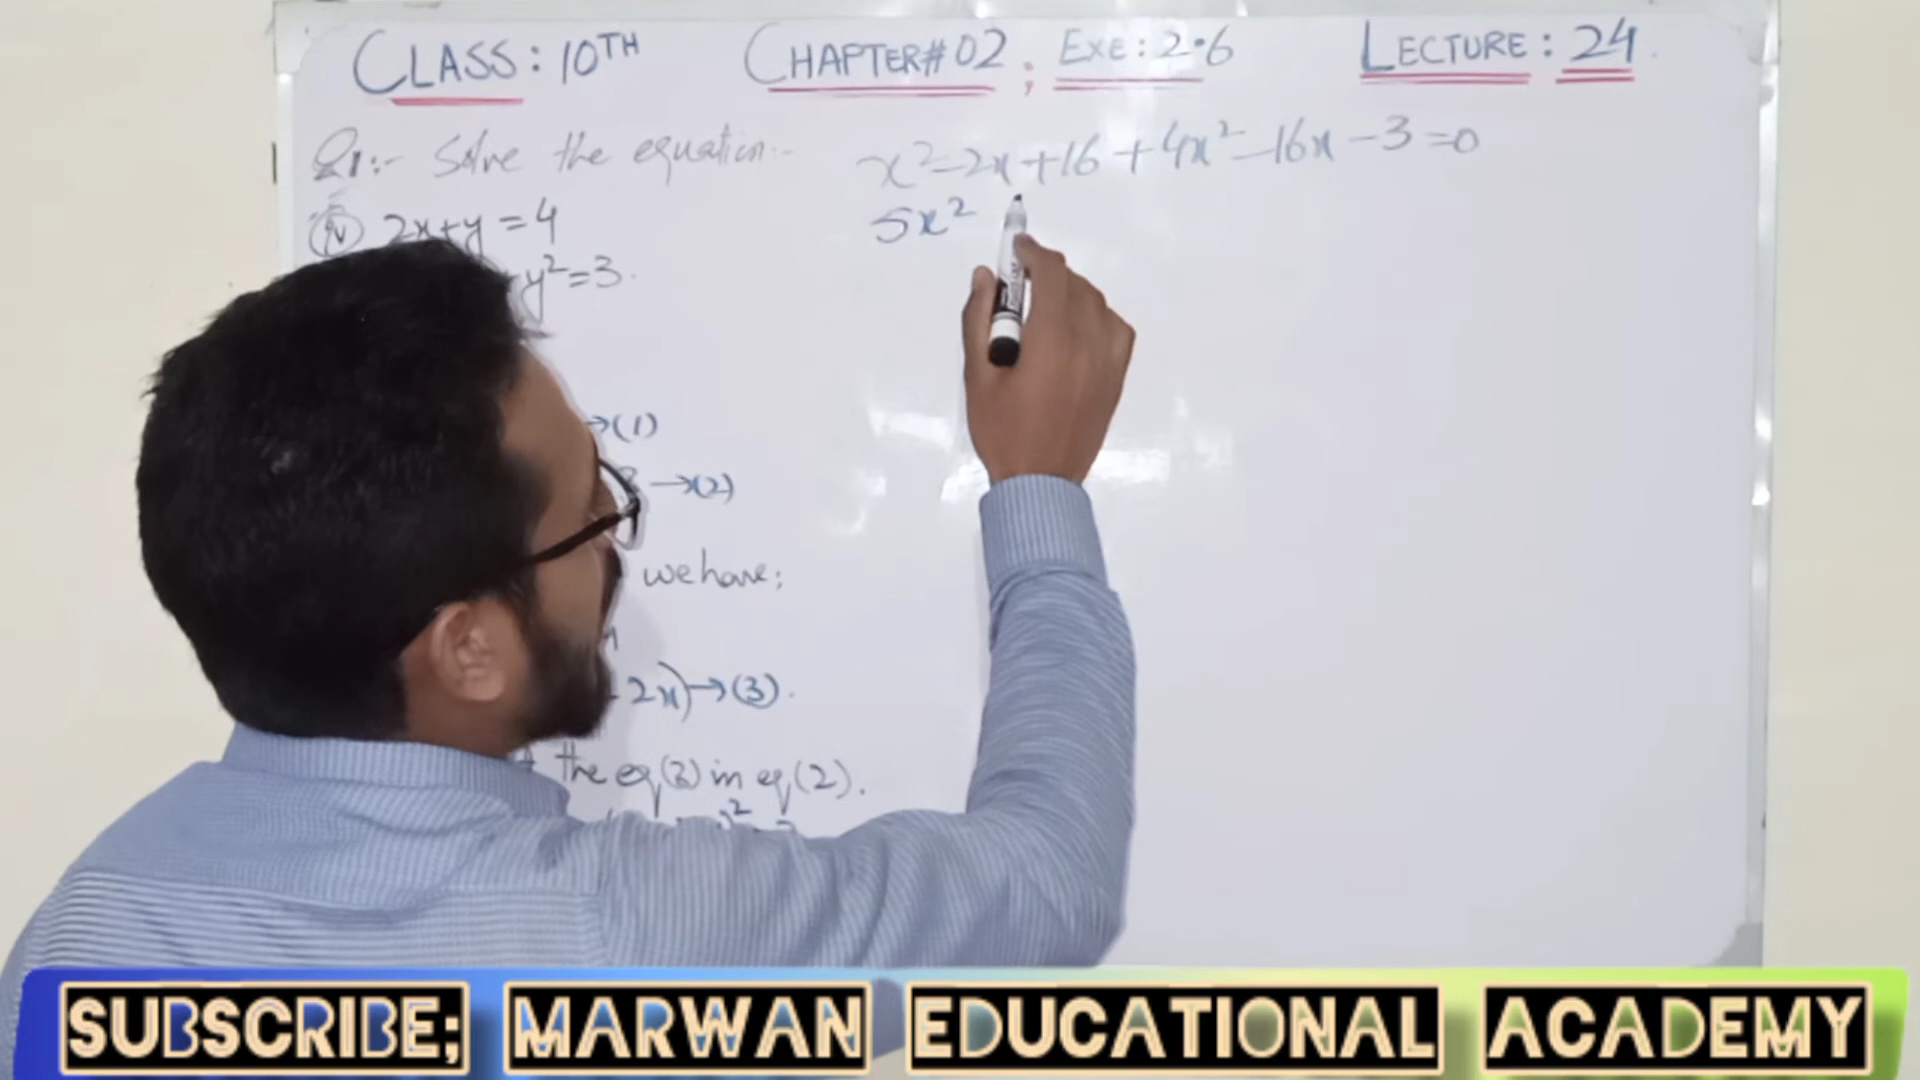 CLASS: 10TH CHAPTER#02 ; EXE: 2.6 LECTURE: 24
Q1:- Solve the equation:-
(iv) 2x+y=4
y²=3.
→(1)
→(2)
we have;
2x)→(3).
the eq(3) in eq(2).
x²-2x+16+4x²-16x-3=0
5x²
SUBSCRIBE; MARWAN EDUCATIONAL ACADEMY